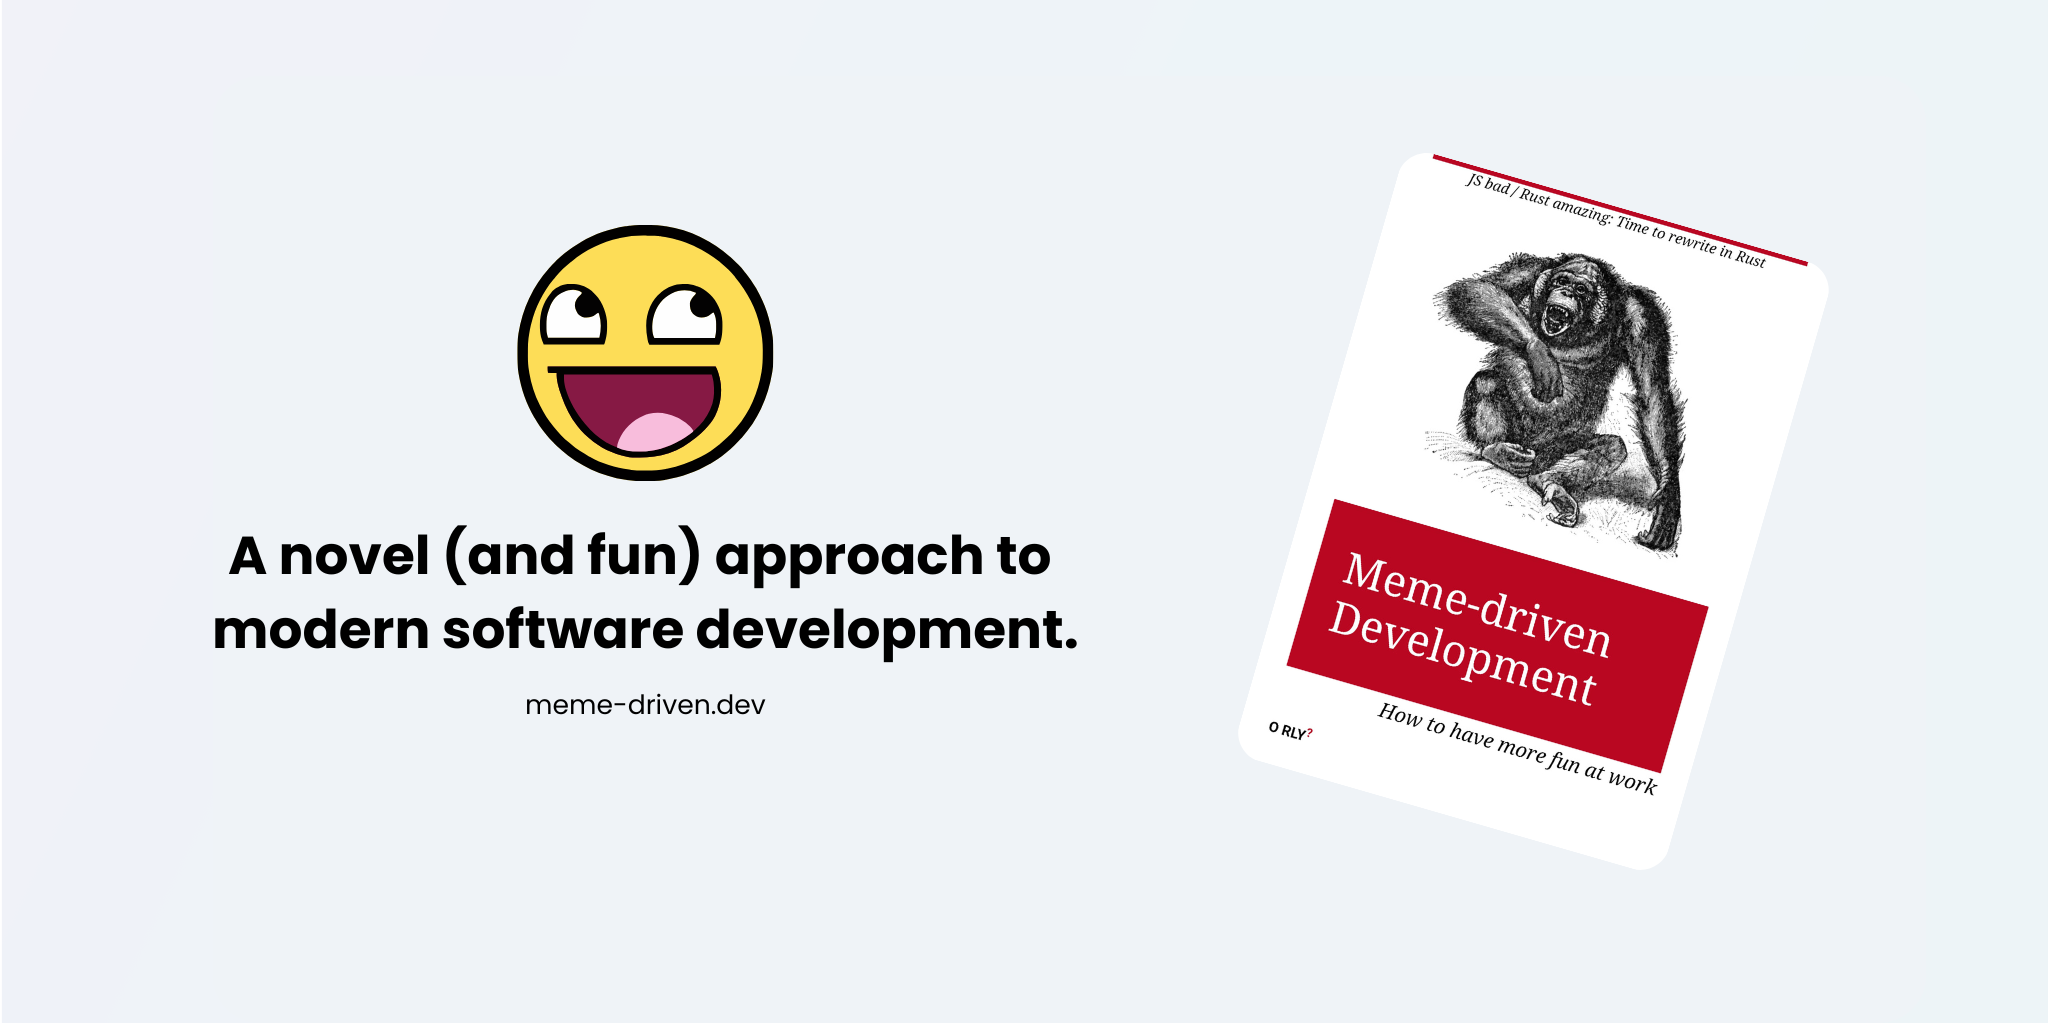 A novel (and fun) approach to
modern software development.
meme-driven.dev
JS bad / Rust amazing: Time to rewrite in Rust
Meme-driven
Development
How to have more fun at work
O RLY?